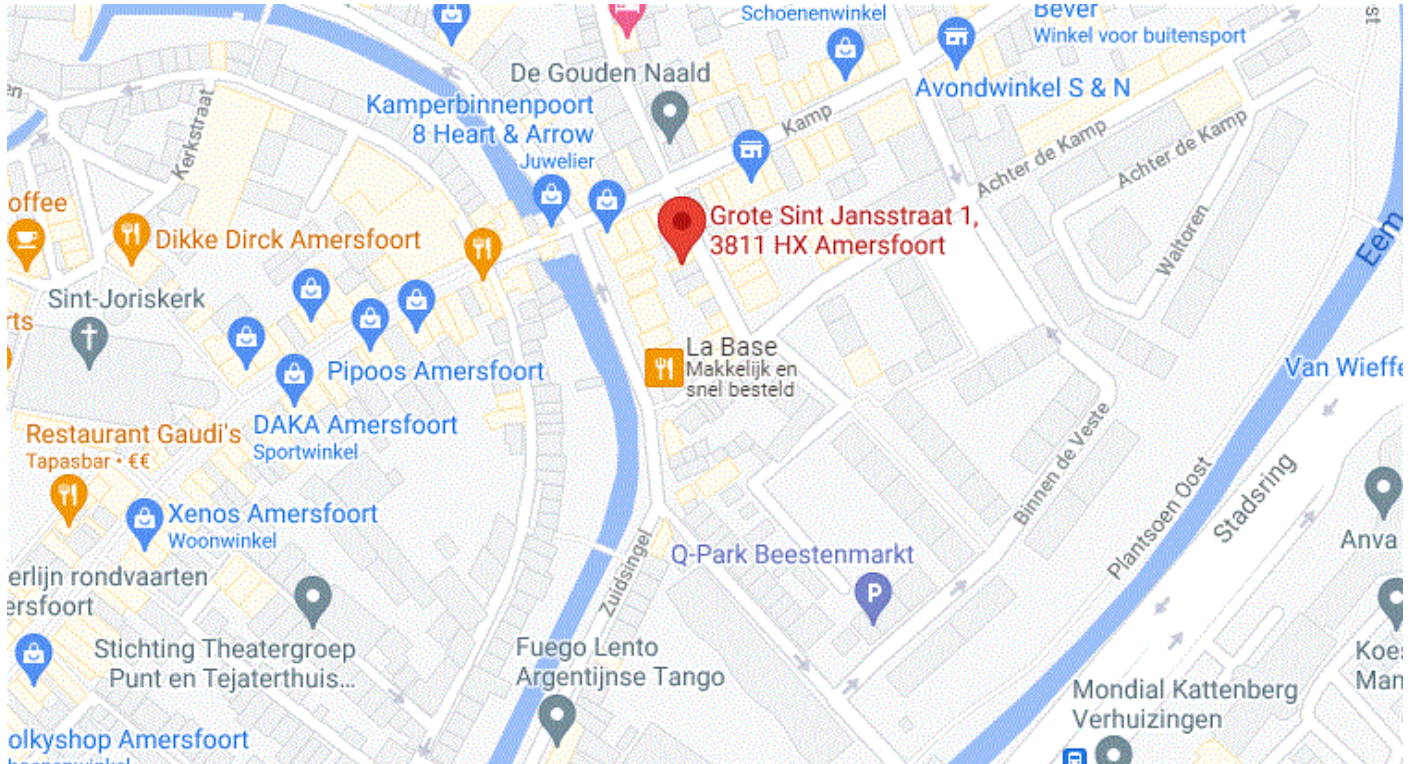 Schoenenwinkel
Bever
Winkel voor buitensport
De Gouden Naald
Avondwinkel S & N
Kamperbinnenpoort
8 Heart & Arrow
Juwelier
Kamp
Kerkstraat
Achter de Kamp
Achter de Kamp
offee
Dikke Dirck Amersfoort
Grote Sint Jansstraat 1,
3811 HX Amersfoort
Waltoren
Eem
Sint-Joriskerk
rts
La Base
Makkelijk en
snel besteld
Pipoos Amersfoort
Van Wieffe
DAKA Amersfoort
Sportwinkel
Restaurant Gaudi's
Tapasbar • €€
Binnen de Veste
Plantsoen Oost
Stadsring
Xenos Amersfoort
Woonwinkel
Q-Park Beestenmarkt
P
Anva
Zuidsingel
erlijn rondvaarten
ersfoort
Stichting Theatergroep
Punt en Tejaterthuis...
Fuego Lento
Argentijnse Tango
Koes
Man
Mondial Kattenberg
Verhuizingen
olkyshop Amersfoort